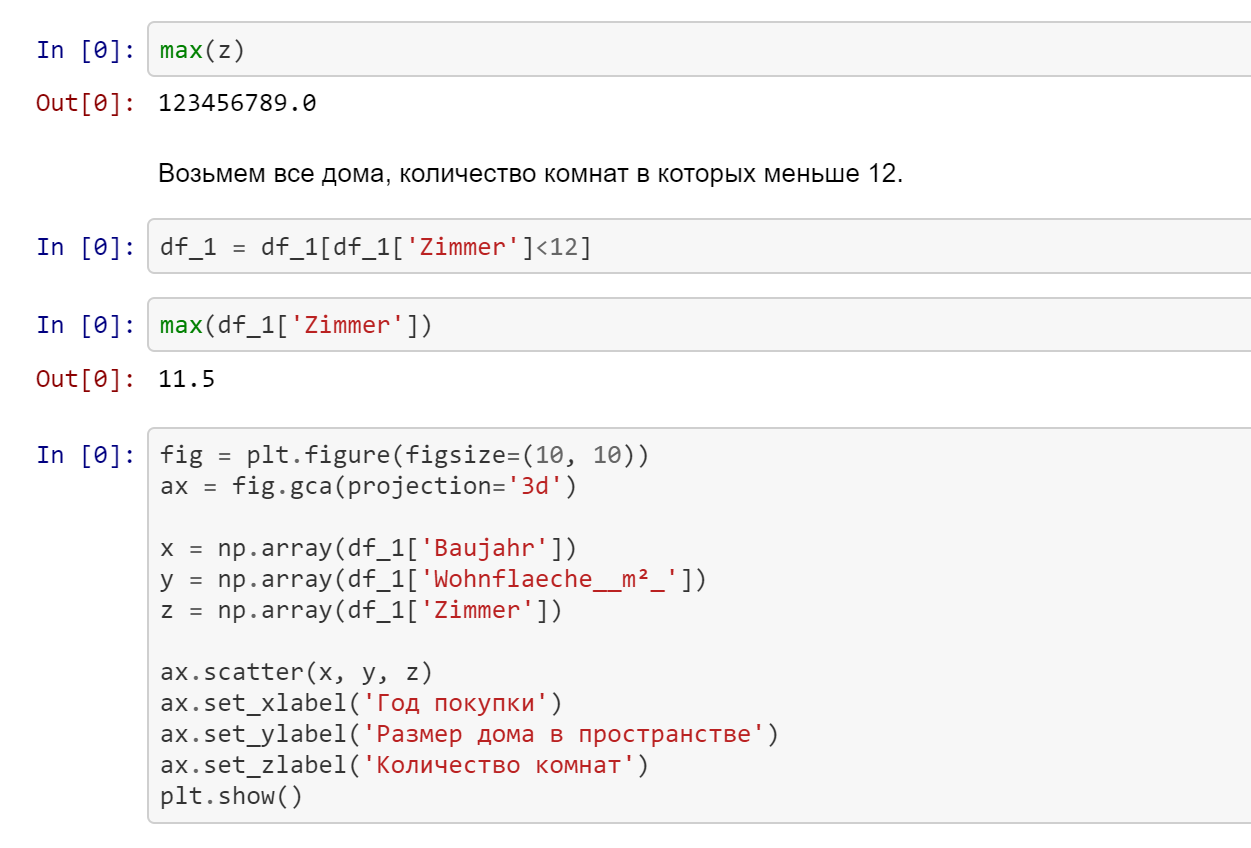 In [0]: max(z)
Out[0]: 123456789.0
Возьмем все дома, количество комнат в которых меньше 12.
In [0]: df_1 = df_1[df_1['Zimmer']<12]
In [0]: max(df_1['Zimmer'])
Out[0]: 11.5
In [0]: fig = plt.figure(figsize=(10, 10))
ax = fig.gca(projection='3d')
x = np.array(df_1['Baujahr'])
y = np.array(df_1['Wohnflaeche__m²_'])
z = np.array(df_1['Zimmer'])
ax.scatter(x, y, z)
ax.set_xlabel('Год покупки')
ax.set_ylabel('Размер дома в пространстве')
ax.set_zlabel('Количество комнат')
plt.show()